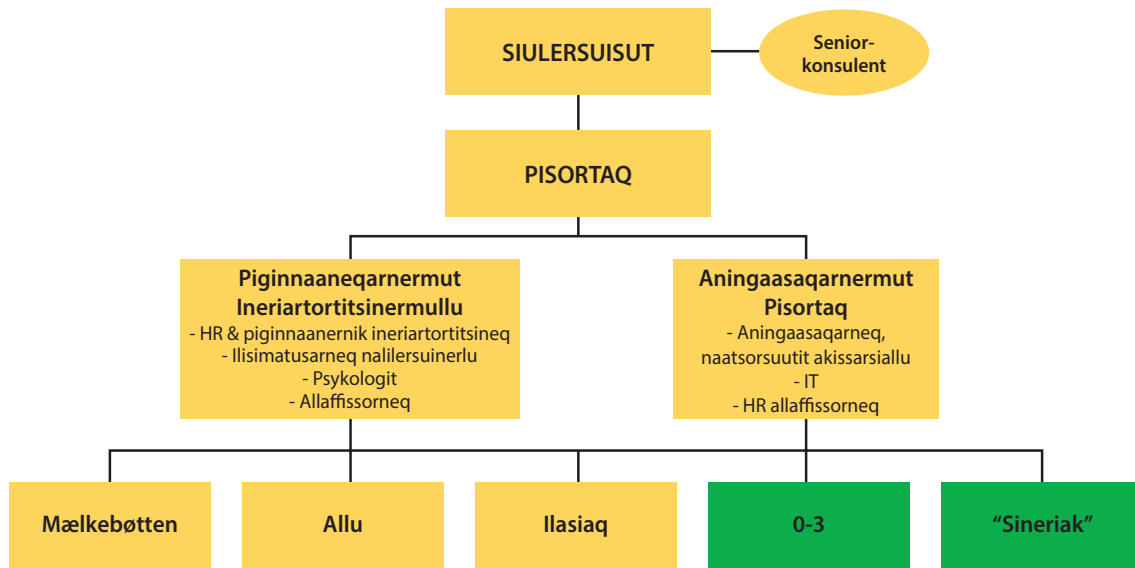 SIULERSUISUT
Senior-
konsulent
PISORTAQ
Piginnaaneqarnermut
Ineriartortitsinermullu
- HR & piginnaanernik ineriartortitsineq
- Ilisimatusarneq nalilersuinerlu
- Psykologit
- Allaffissorneq
Aningaasaqarnermut
Pisortaq
- Aningaasaqarneq,
naatsorsuutit akissarsiallu
- IT
- HR allaffissorneq
Mælkebøtten
Allu
Ilasiaq
0-3
“Sineriak”